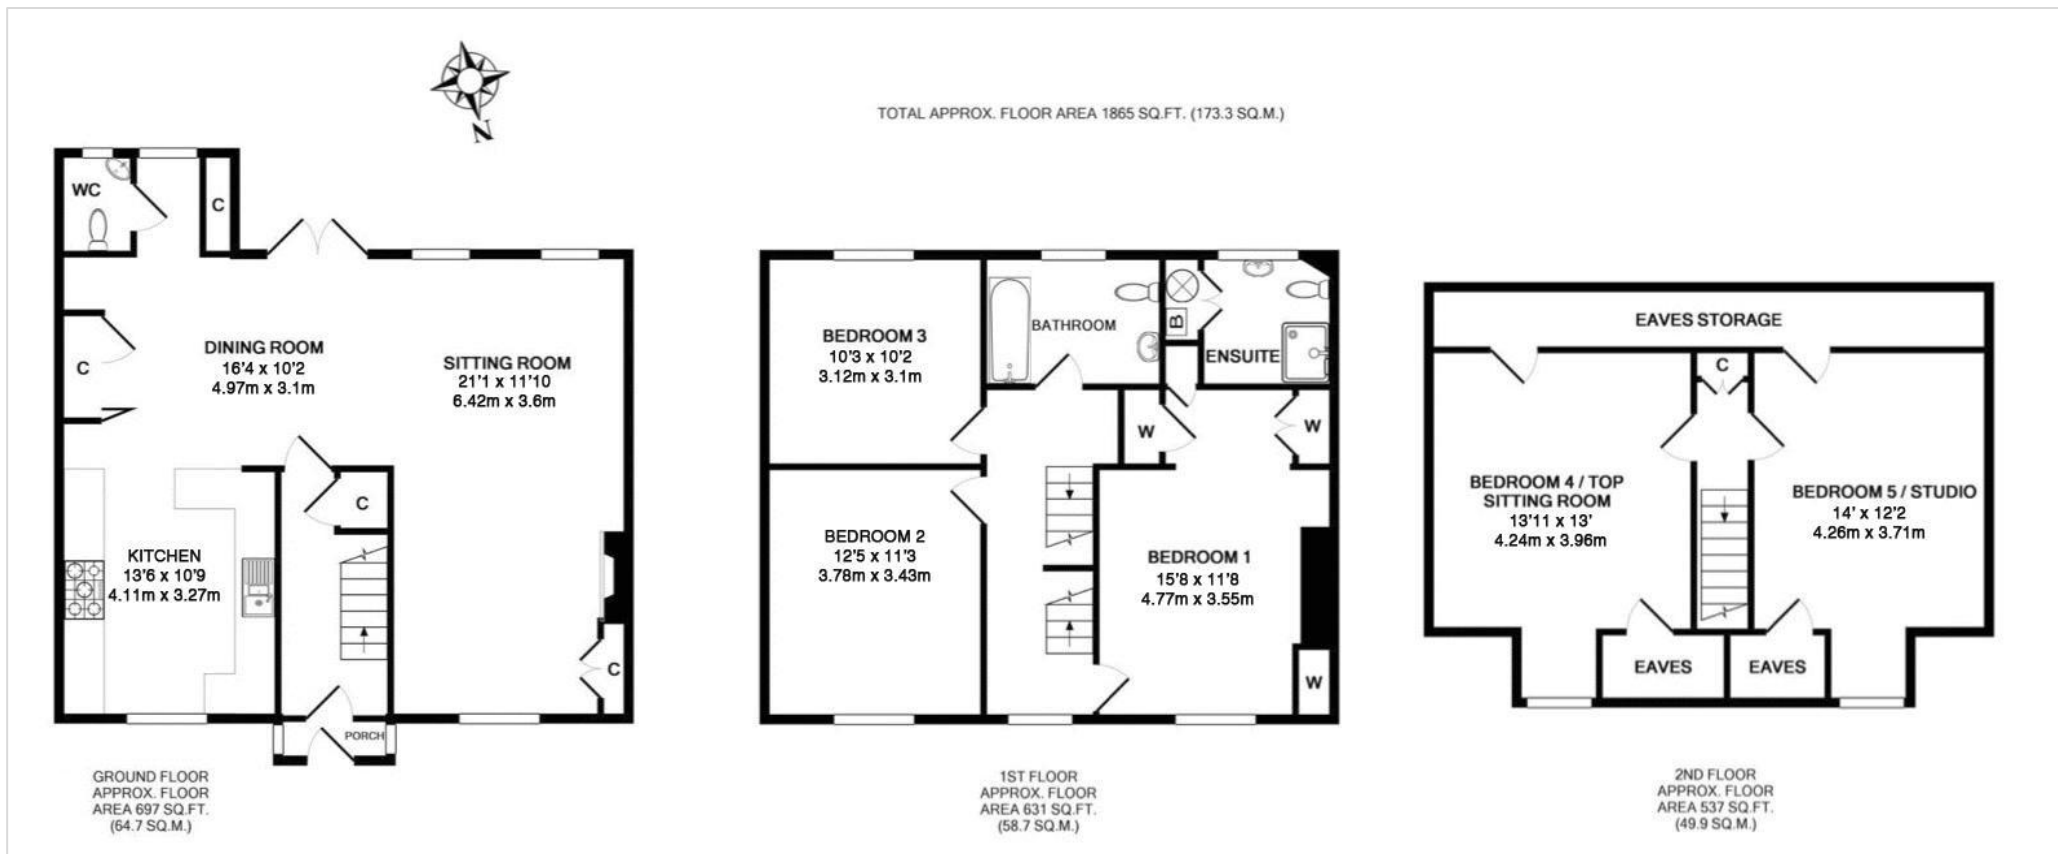 N
TOTAL APPROX. FLOOR AREA 1865 SQ.FT. (173.3 SQ.M.)
WC
C
C
DINING ROOM
16'4 x 10'2
4.97m x 3.1m
SITTING ROOM
21'1 x 11'10
6.42m x 3.6m
C
KITCHEN
13'6 x 10'9
4.11m x 3.27m
C
PORCH
GROUND FLOOR
APPROX. FLOOR
AREA 697 SQ.FT.
(64.7 SQ.M.)
BEDROOM 3
10'3 x 10'2
3.12m x 3.1m
BATHROOM
B
ENSUITE
W
W
BEDROOM 2
12'5 x 11'3
3.78m x 3.43m
BEDROOM 1
15'8 x 11'8
4.77m x 3.55m
W
1ST FLOOR
APPROX. FLOOR
AREA 631 SQ.FT.
(58.7 SQ.M.)
EAVES STORAGE
C
BEDROOM 4 / TOP
SITTING ROOM
13'11 x 13'
4.24m x 3.96m
BEDROOM 5 / STUDIO
14' x 12'2
4.26m x 3.71m
EAVES
EAVES
2ND FLOOR
APPROX. FLOOR
AREA 537 SQ.FT.
(49.9 SQ.M.)